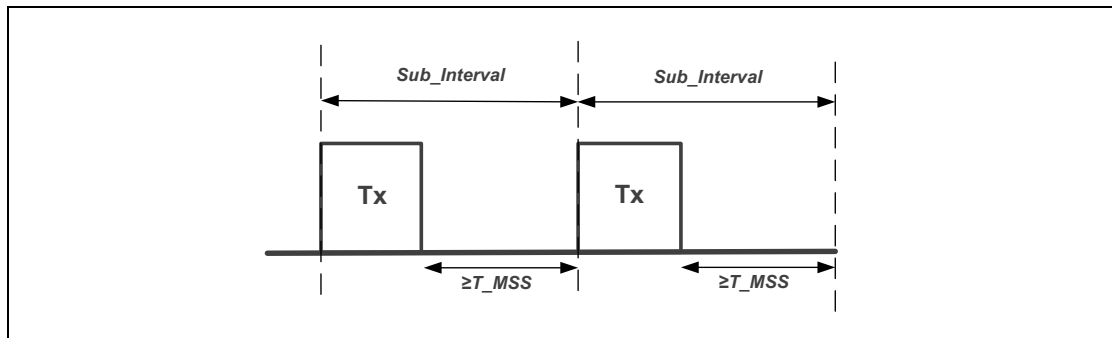 Sub_Interval
Sub_Interval
Tx
Tx
≥T_MSS
≥T_MSS